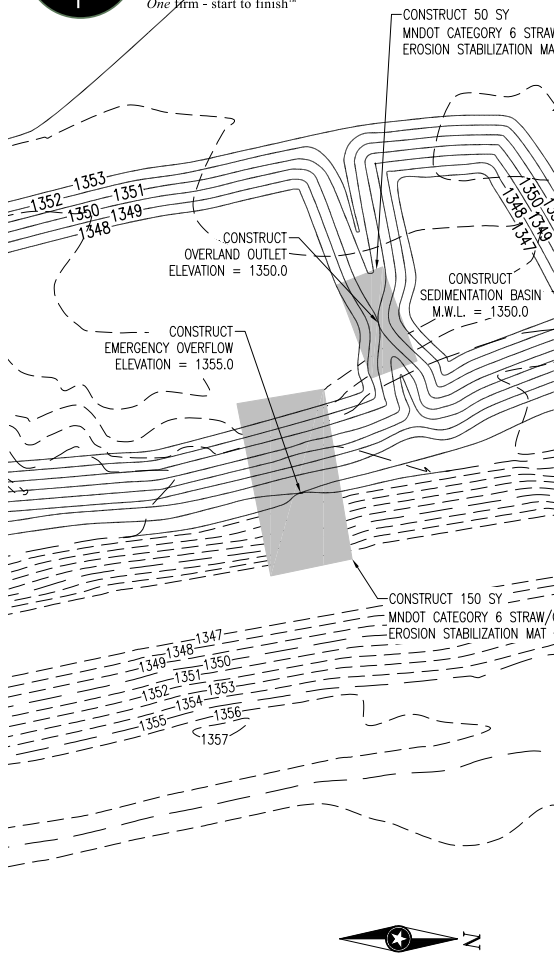 One firm - start to finish™
CONSTRUCT 50 SY
MNDOT CATEGORY 6 STRAW
EROSION STABILIZATION MA
1353
1352
1351
1350
1349
1348
1350
1349
1348
1347
CONSTRUCT
OVERLAND OUTLET
ELEVATION = 1350.0
CONSTRUCT
SEDIMENTATION BASIN
M.W.L. = 1350.0
CONSTRUCT
EMERGENCY OVERFLOW
ELEVATION = 1355.0
CONSTRUCT 150 SY
MNDOT CATEGORY 6 STRAW/
EROSION STABILIZATION MAT
1347
1348
1349
1350
1351
1352
1353
1354
1355
1356
1357
N